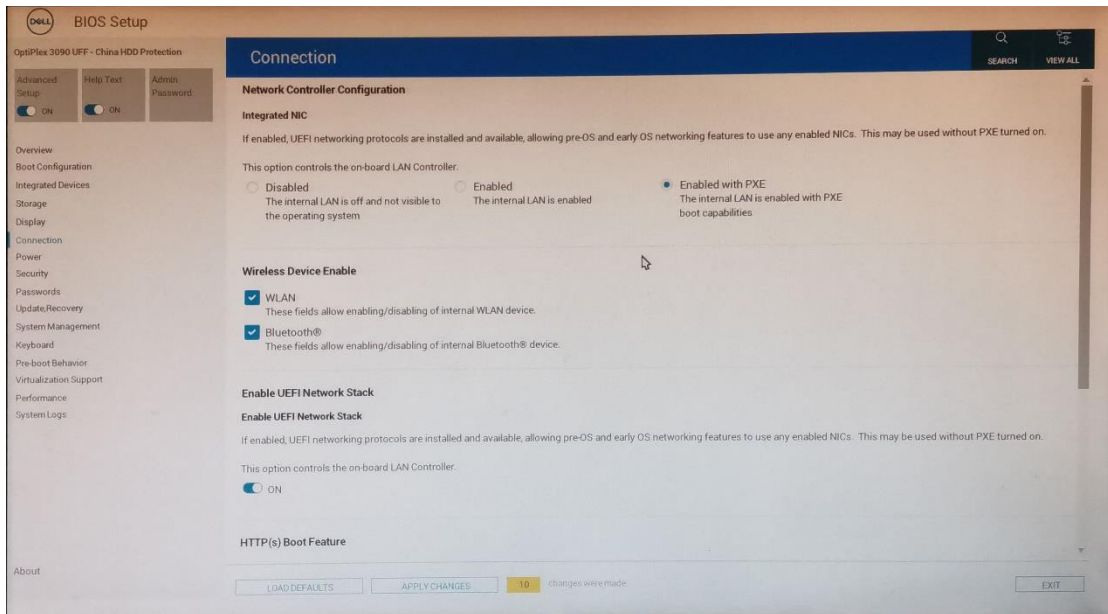 DELL
BIOS Setup
OptiPlex 3090 UFF - China HDD Protection
Advanced Setup
ON
Help Text
ON
Admin Password
Overview
Boot Configuration
Integrated Devices
Storage
Display
Connection
Power
Security
Passwords
Update,Recovery
System Management
Keyboard
Pre-boot Behavior
Virtualization Support
Performance
System Logs
About
Connection
SEARCH
VIEW ALL
Network Controller Configuration
Integrated NIC
If enabled, UEFI networking protocols are installed and available, allowing pre-OS and early OS networking features to use any enabled NICs. This may be used without PXE turned on.
This option controls the on-board LAN Controller.
Disabled
The internal LAN is off and not visible to
the operating system
Enabled
The internal LAN is enabled
Enabled with PXE
The internal LAN is enabled with PXE
boot capabilities
Wireless Device Enable
WLAN
These fields allow enabling/disabling of internal WLAN device.
Bluetooth®
These fields allow enabling/disabling of internal Bluetooth® device.
Enable UEFI Network Stack
Enable UEFI Network Stack
If enabled, UEFI networking protocols are installed and available, allowing pre-OS and early OS networking features to use any enabled NICs. This may be used without PXE turned on.
This option controls the on-board LAN Controller.
ON
HTTP(s) Boot Feature
LOAD DEFAULTS
APPLY CHANGES
10 changes were made
EXIT